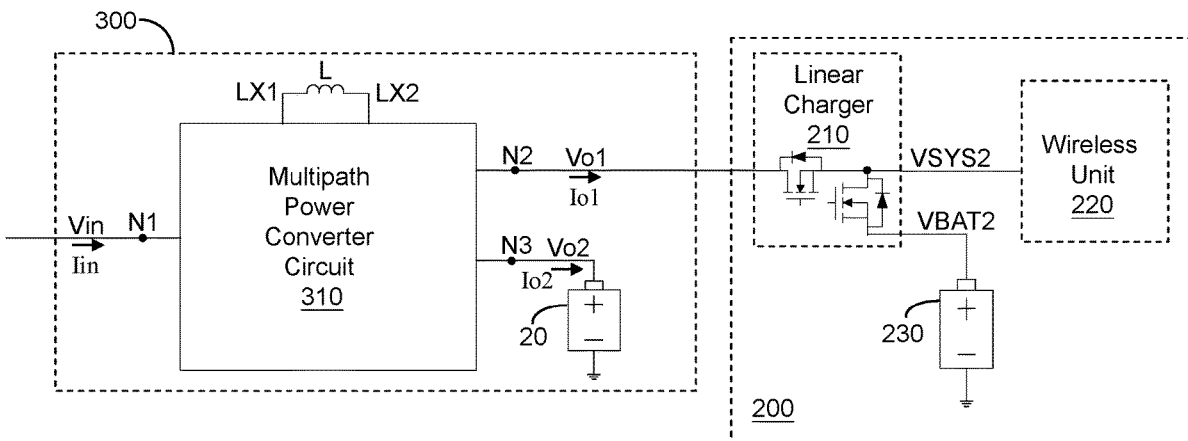 300
L
LX1
LX2
Multipath
Power
Converter
Circuit
310
Vin
N1
Iin
N2
Vo1
Io1
N3
Vo2
Io2
+
−
20
Linear
Charger
210
VSYS2
VBAT2
Wireless
Unit
220
+
−
230
200